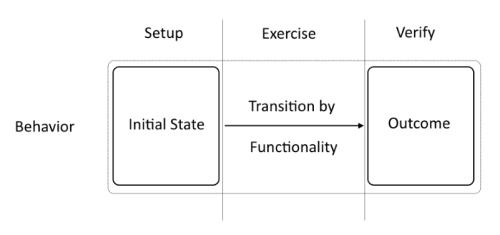 Setup
Exercise
Verify
Behavior
Initial State
Transition by
Functionality
Outcome